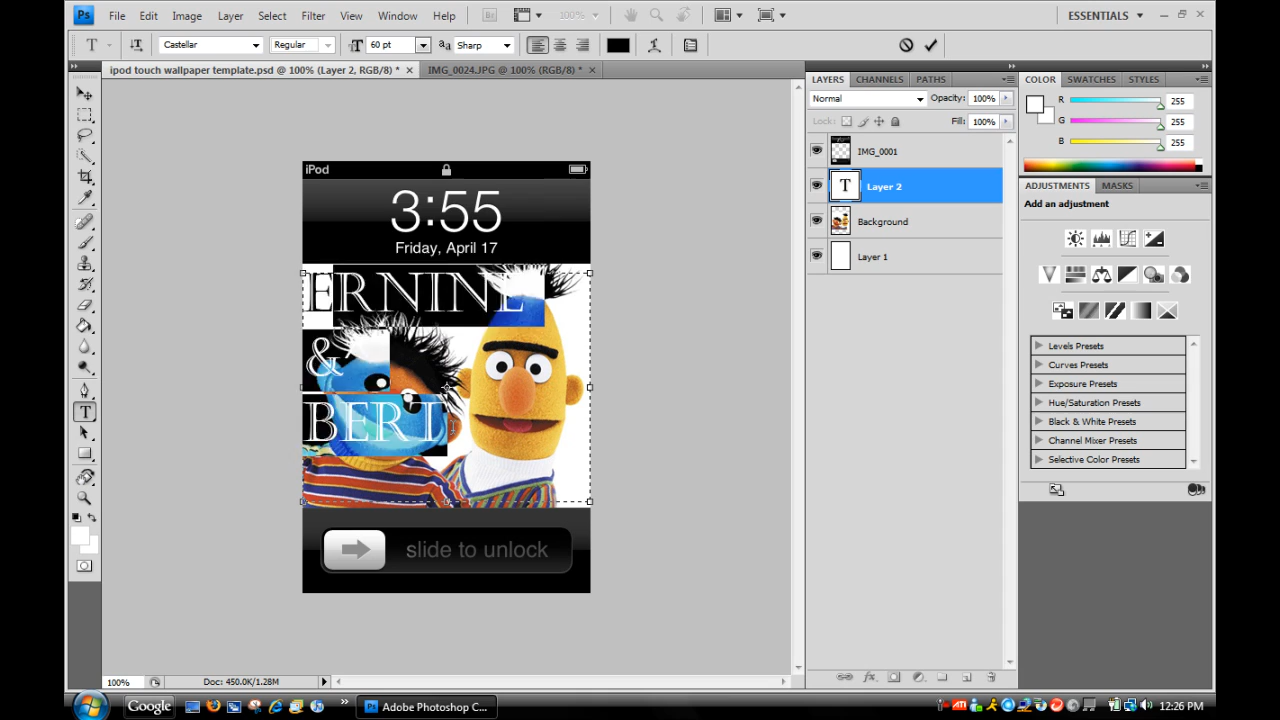 Ps File Edit Image Layer Select Filter View Window Help 100% ESSENTIALS
T Castellar Regular 60 pt Sharp
ipod touch wallpaper template.psd @ 100% (Layer 2, RGB/8) * IMG_0024.JPG @ 100% (RGB/8) *
LAYERS CHANNELS PATHS
Normal Opacity: 100%
Lock: Fill: 100%
IMG_0001
T Layer 2
Background
Layer 1
COLOR SWATCHES STYLES
R 255
G 255
B 255
ADJUSTMENTS MASKS
Add an adjustment
Levels Presets
Curves Presets
Exposure Presets
Hue/Saturation Presets
Black & White Presets
Channel Mixer Presets
Selective Color Presets
iPod
3:55
Friday, April 17
&
BERT
slide to unlock
100% Doc: 450.0K/1.28M
Google Adobe Photoshop C... ATI 12:26 PM